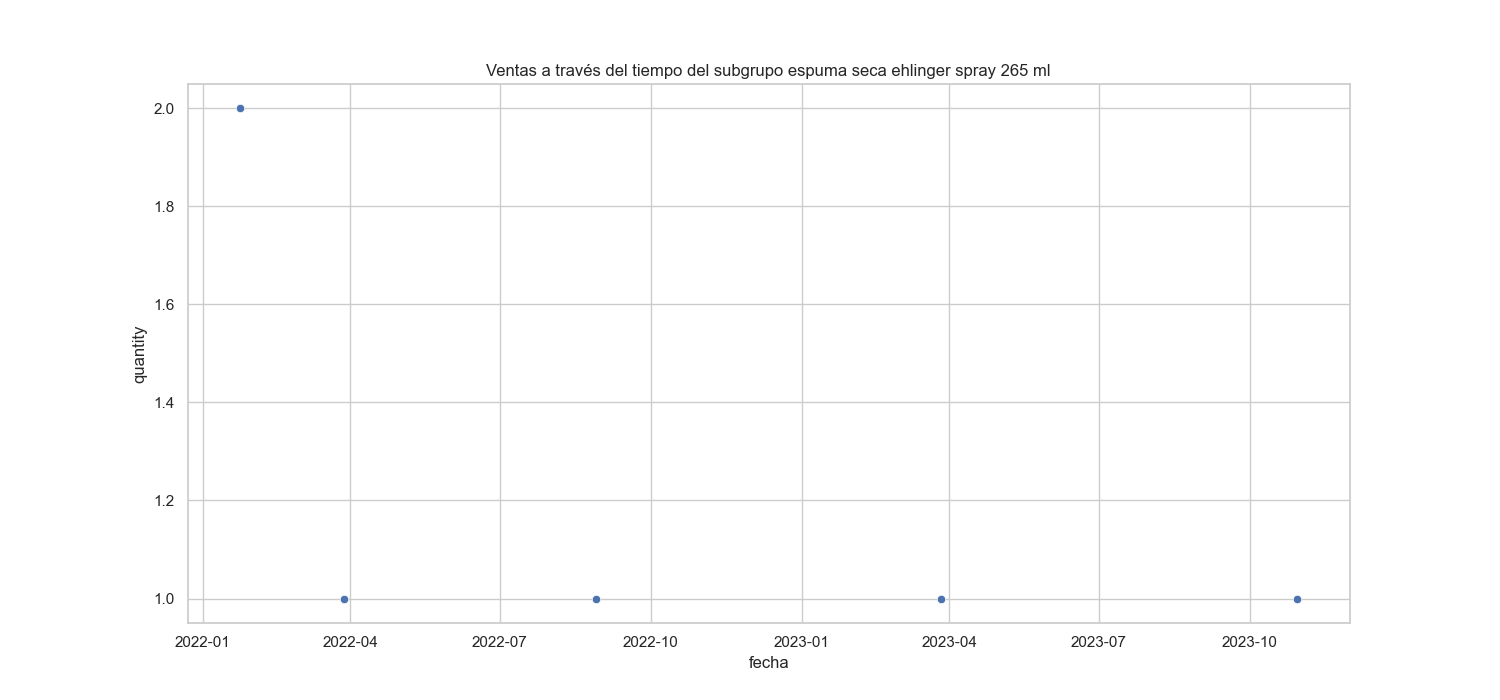 Ventas a través del tiempo del subgrupo espuma seca ehlinger spray 265 ml
quantity
2.0
1.8
1.6
1.4
1.2
1.0
2022-01 2022-04 2022-07 2022-10 2023-01 2023-04 2023-07 2023-10
fecha